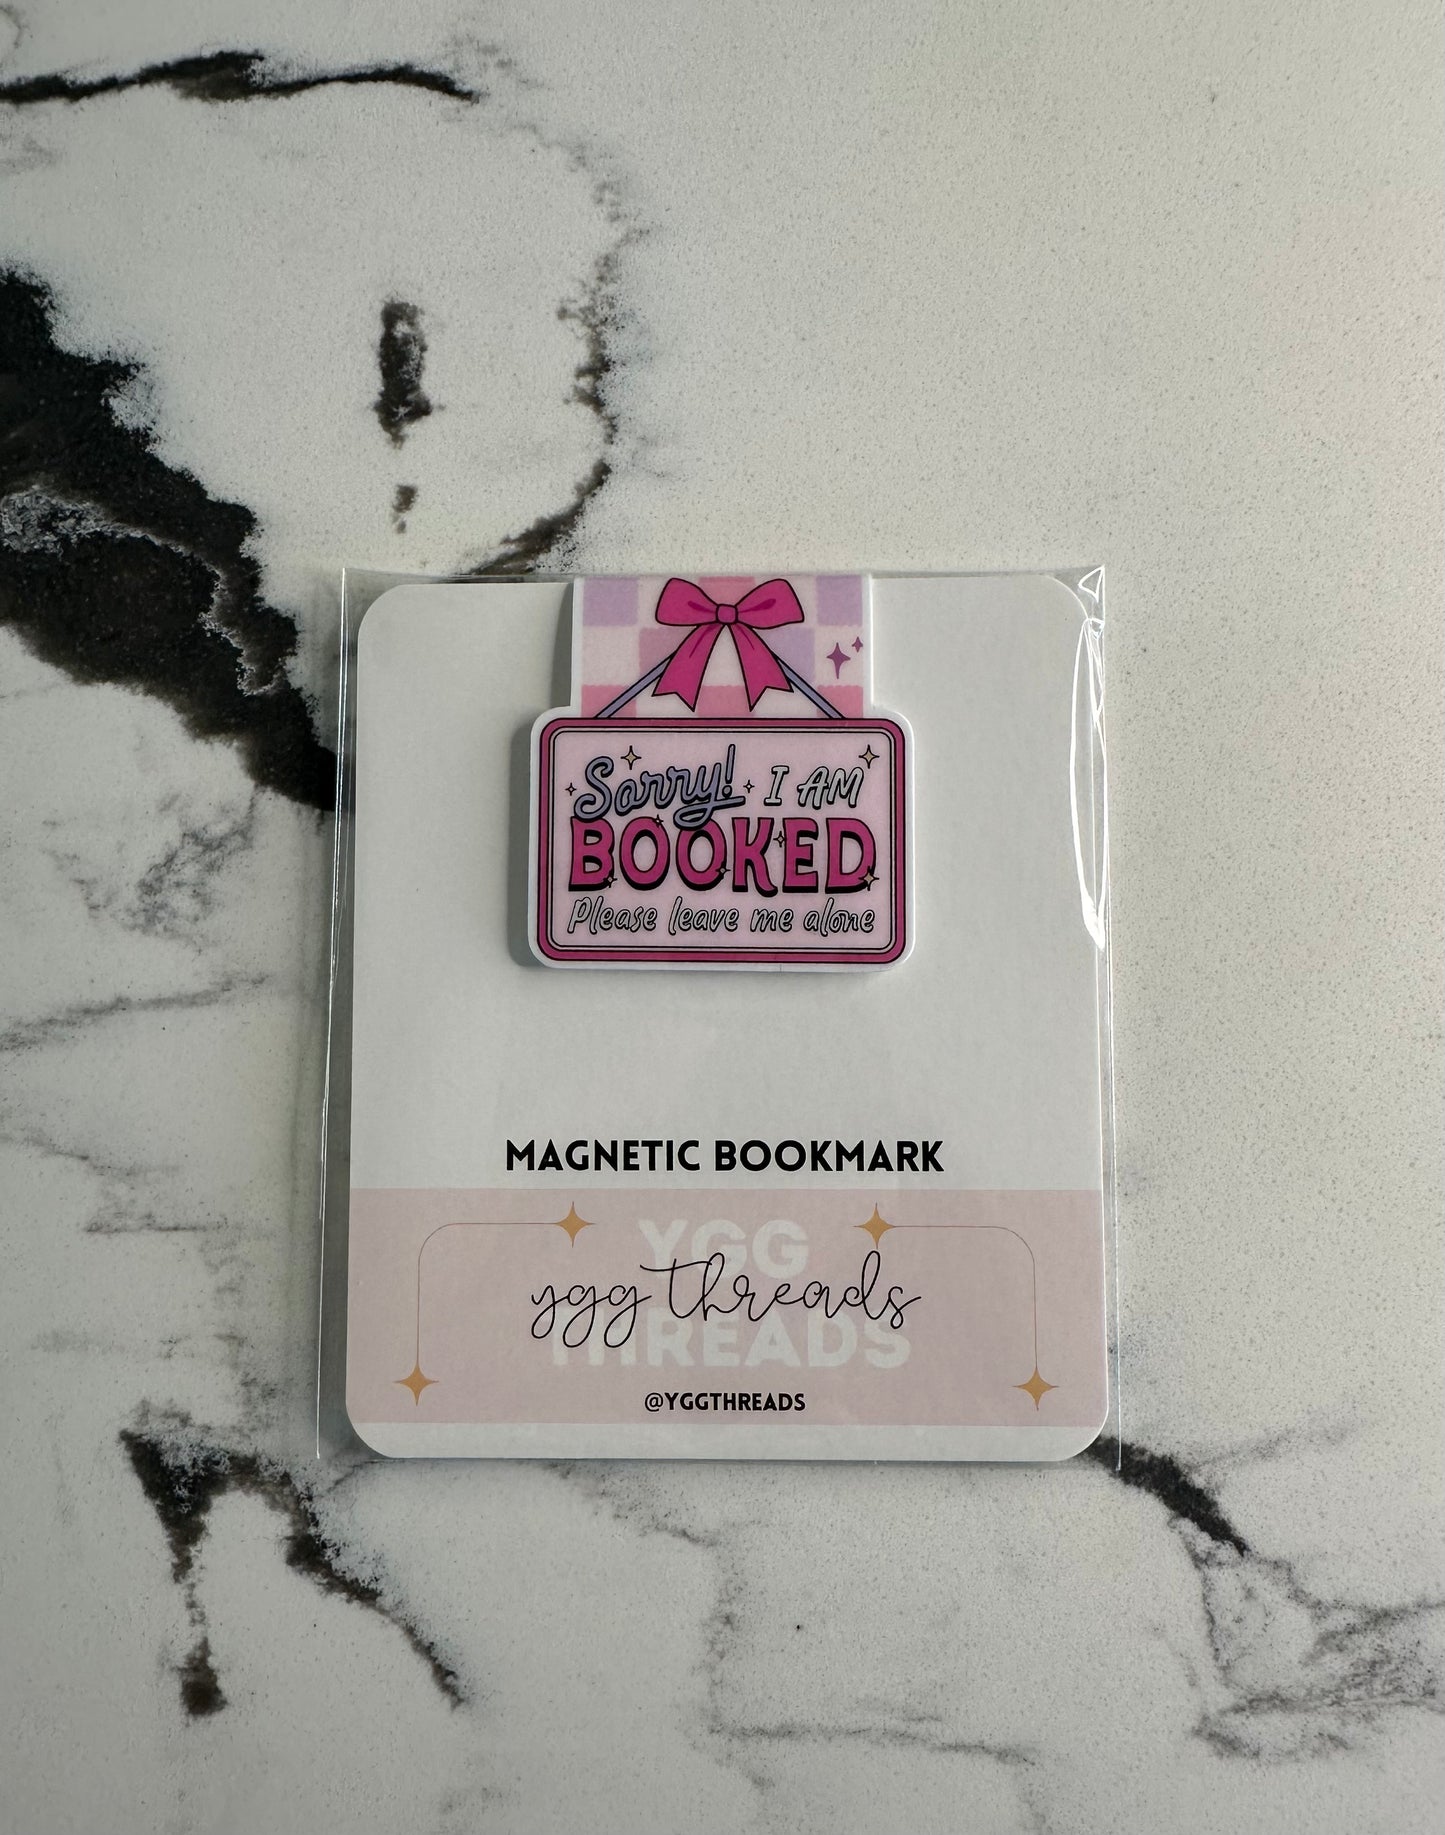 Sorry! I AM
BOOKED
Please leave me alone
MAGNETIC BOOKMARK
YGG
ygg threads
THREADS
@YGGTHREADS